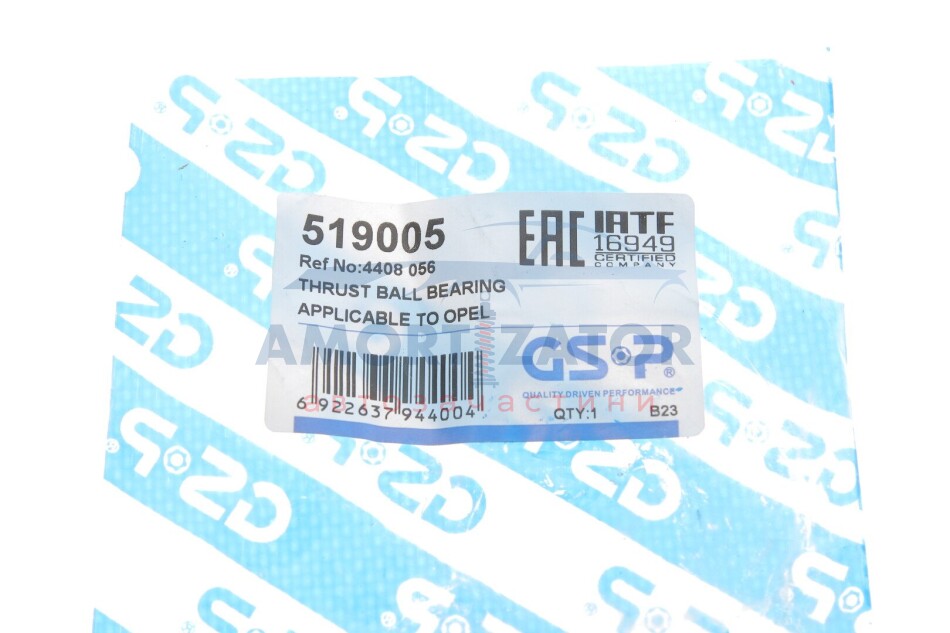 519005
Ref No:4408 056
THRUST BALL BEARING
APPLICABLE TO OPEL
6 922637 944004
EAC
IATF
16949
CERTIFIED
COMPANY
GSP®
QUALITY DRIVEN PERFORMANCE
QTY:1 B23
AMORTIZATOR
автозапчастини